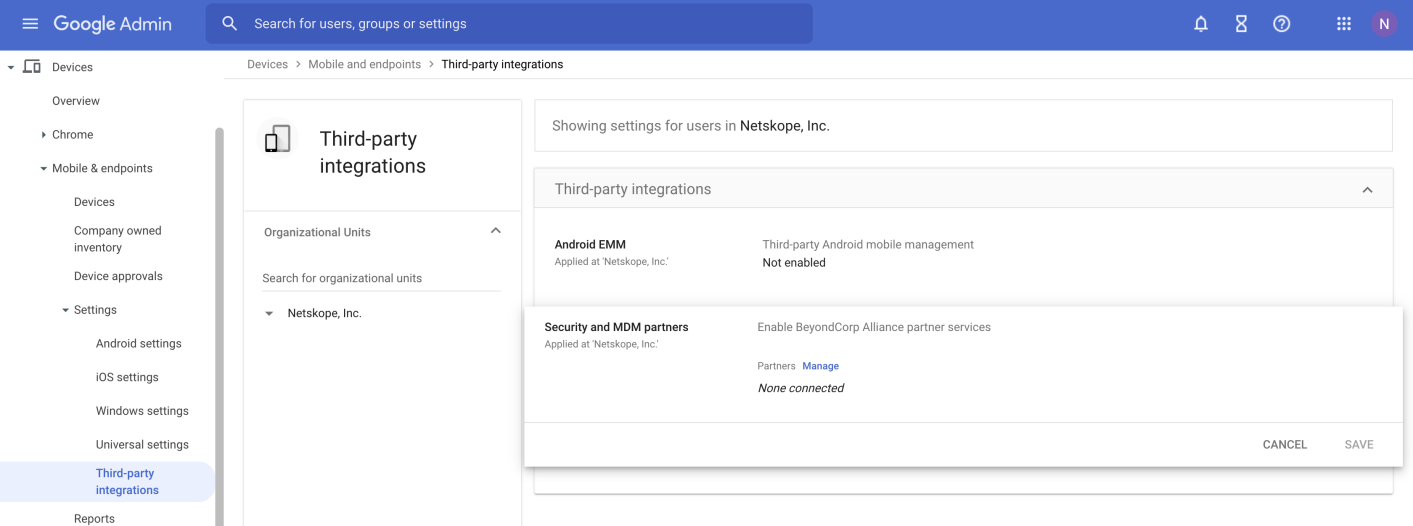 Google Admin
Search for users, groups or settings
N
Devices
Overview
Chrome
Mobile & endpoints
Devices
Company owned
inventory
Device approvals
Settings
Android settings
iOS settings
Windows settings
Universal settings
Third-party
integrations
Reports
Devices > Mobile and endpoints > Third-party integrations
Third-party
integrations
Organizational Units
Search for organizational units
Netskope, Inc.
Showing settings for users in Netskope, Inc.
Third-party integrations
Android EMM
Applied at 'Netskope, Inc.'
Third-party Android mobile management
Not enabled
Security and MDM partners
Applied at 'Netskope, Inc.'
Enable BeyondCorp Alliance partner services
Partners Manage
None connected
CANCEL SAVE